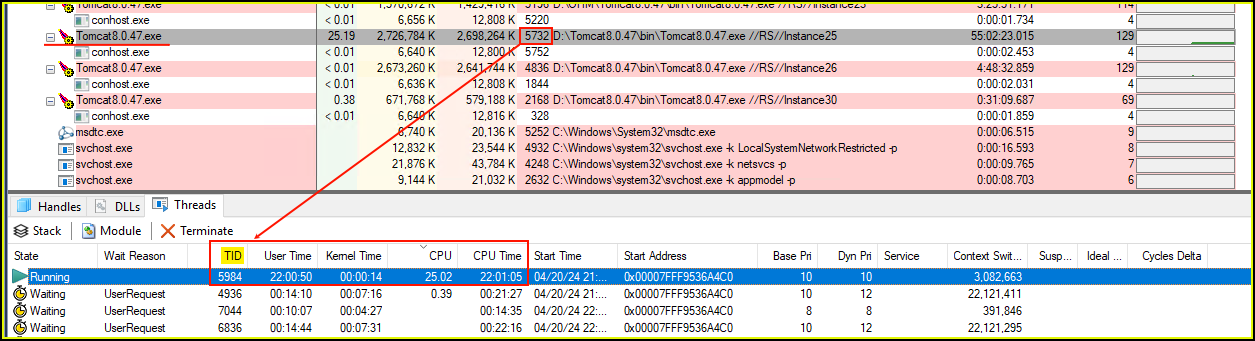 Tomcat8.0.47.exe < 0.01 1,570,672 K 1,429,416 K 5156 D:\OHM\Tomcat8.0.47\bin\Tomcat8.0.47.exe //RS//Instance25 129
conhost.exe < 0.01 6,656 K 12,808 K 5220 0:00:01.734 4
Tomcat8.0.47.exe 25.19 2,726,784 K 2,698,264 K 5732 D:\Tomcat8.0.47\bin\Tomcat8.0.47.exe //RS//Instance25 55:02:23.015 129
conhost.exe < 0.01 6,640 K 12,800 K 5752 0:00:02.343 4
Tomcat8.0.47.exe < 0.01 2,673,260 K 2,641,744 K 4836 D:\Tomcat8.0.47\bin\Tomcat8.0.47.exe //RS//Instance26 4:48:32.859 129
conhost.exe < 0.01 6,636 K 12,808 K 1844 0:00:02.031 4
Tomcat8.0.47.exe 0.38 671,768 K 579,188 K 2168 D:\Tomcat8.0.47\bin\Tomcat8.0.47.exe //RS//Instance30 0:31:09.687 69
conhost.exe < 0.01 6,640 K 12,816 K 328 0:00:01.859 4
msdtc.exe 6,740 K 20,136 K 5252 C:\Windows\System32\msdtc.exe 0:00:06.515 9
svchost.exe 12,832 K 23,544 K 4932 C:\Windows\system32\svchost.exe -k LocalSystemNetworkRestricted -p 0:00:16.593 8
svchost.exe 21,876 K 43,784 K 4248 C:\Windows\system32\svchost.exe -k netsvcs -p 0:00:09.765 7
svchost.exe 9,144 K 21,032 K 2632 C:\Windows\system32\svchost.exe -k appmodel -p 0:00:08.703 6
Handles DLLs Threads
Stack Module Terminate
State Wait Reason TID User Time Kernel Time CPU CPU Time Start Time Start Address Base Pri Dyn Pri Service Context Swit... Susp... Ideal ... Cycles Delta
Running 5984 22:00:50 00:00:14 25.02 22:01:05 04/20/24 21:... 0x00007FFF9536A4C0 10 10 3,082,663
Waiting UserRequest 4936 00:14:10 00:07:16 0.39 00:21:27 04/20/24 21:... 0x00007FFF9536A4C0 10 12 22,121,411
Waiting UserRequest 7044 00:10:07 00:04:27 00:14:35 04/20/24 22:... 0x00007FFF9536A4C0 8 8 391,846
Waiting UserRequest 6836 00:14:44 00:07:31 00:22:16 04/20/24 22:... 0x00007FFF9536A4C0 10 12 22,121,295